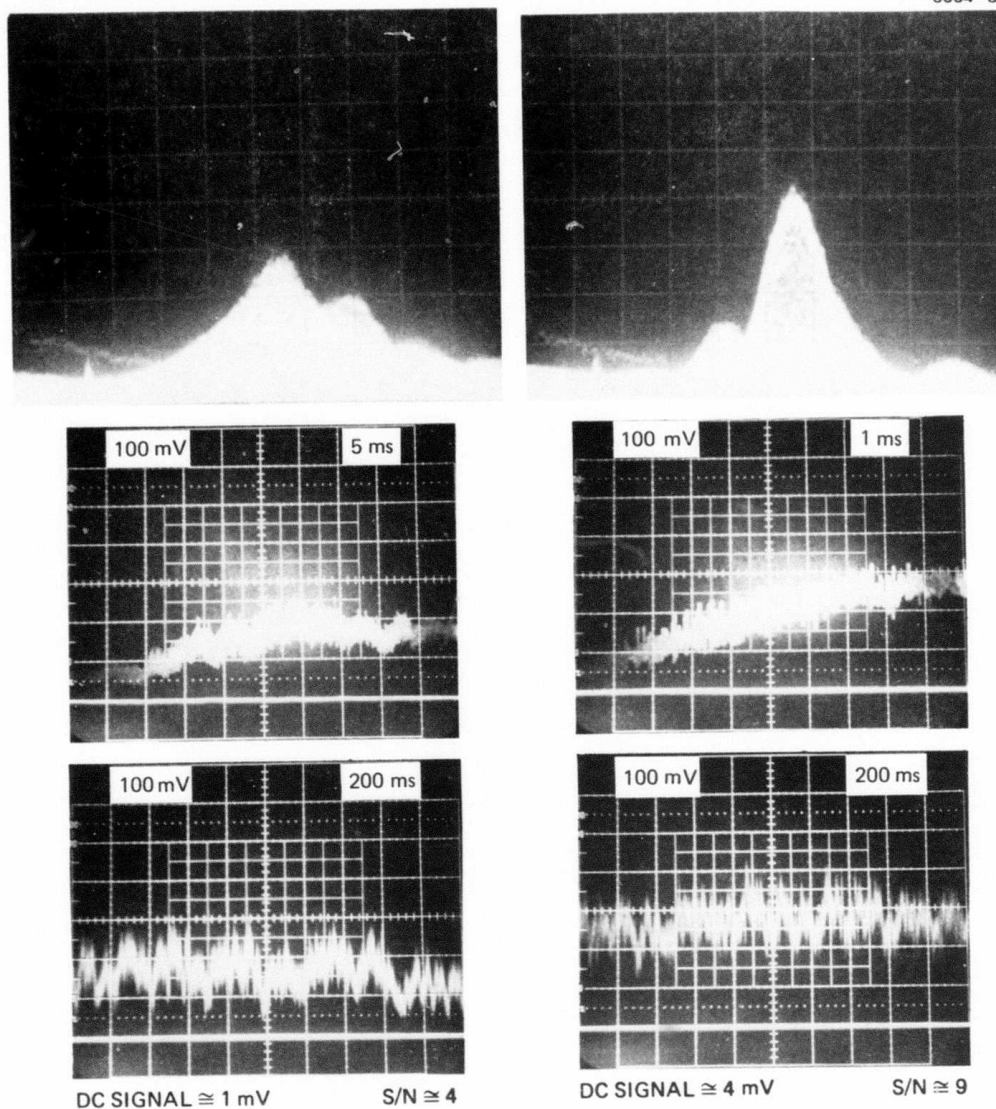 100 mV 5 ms
100 mV 1 ms
100 mV 200 ms
100 mV 200 ms
DC SIGNAL ≅ 1 mV S/N ≅ 4
DC SIGNAL ≅ 4 mV S/N ≅ 9